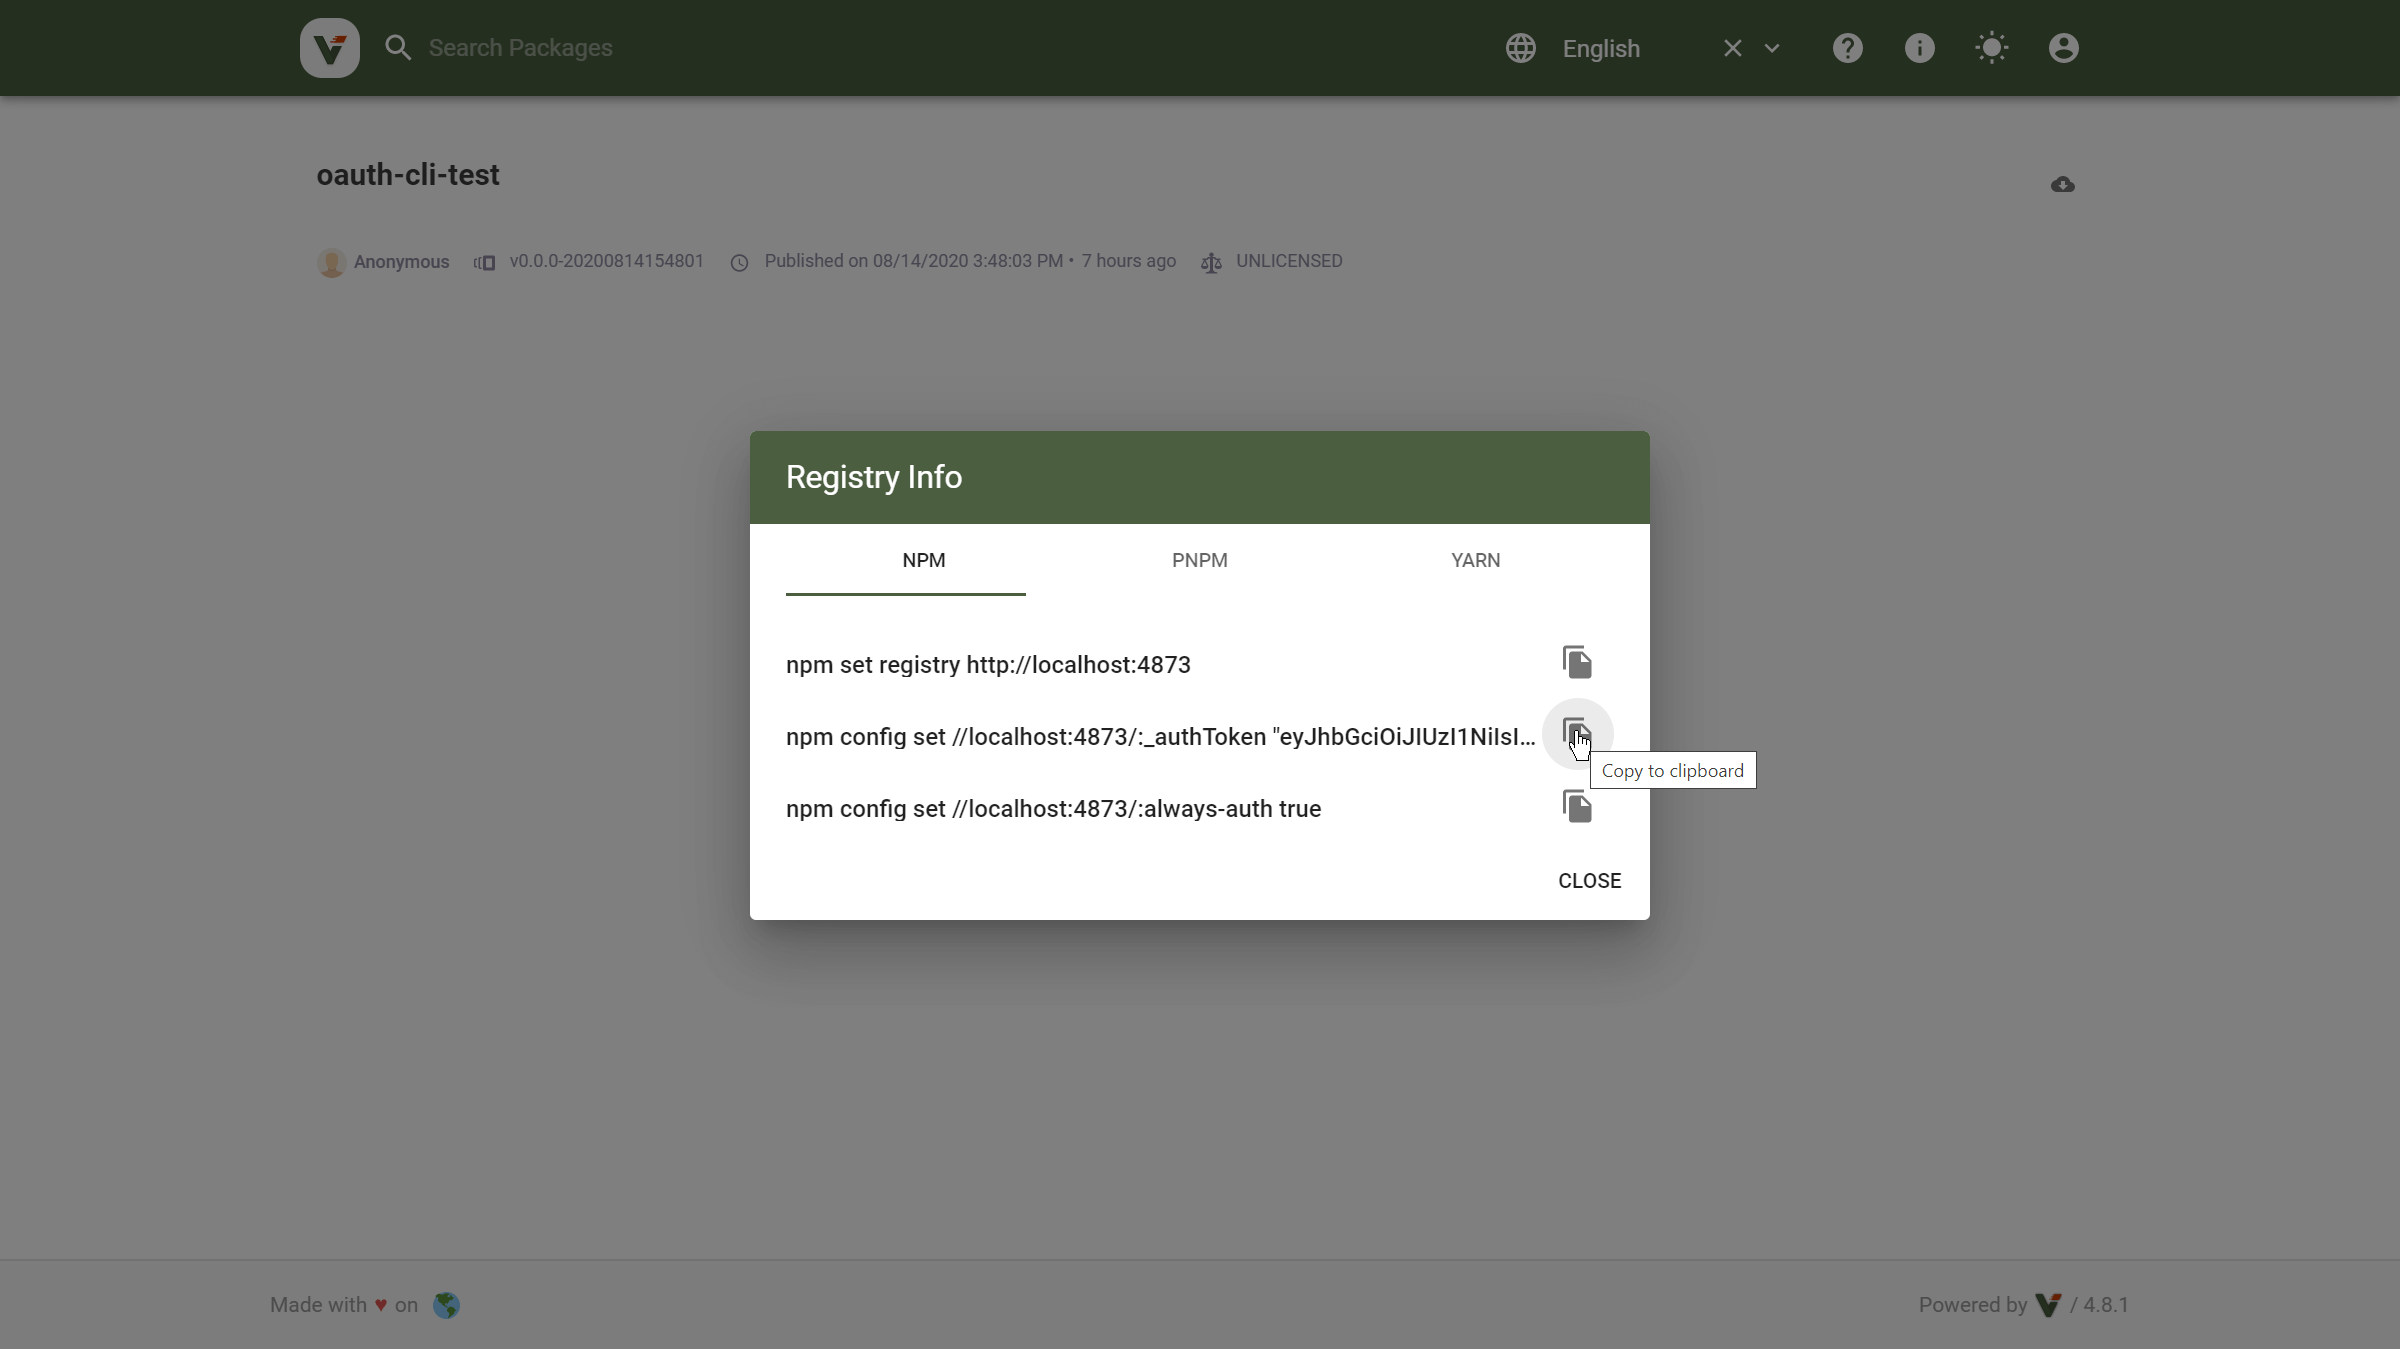 Search Packages
English
oauth-cli-test
Anonymous v0.0.0-20200814154801 Published on 08/14/2020 3:48:03 PM • 7 hours ago UNLICENSED
Registry Info
NPM PNPM YARN
npm set registry http://localhost:4873
npm config set //localhost:4873/:_authToken "eyJhbGciOiJIUzI1NiIsI...
Copy to clipboard
npm config set //localhost:4873/:always-auth true
CLOSE
Made with ♥ on
Powered by / 4.8.1